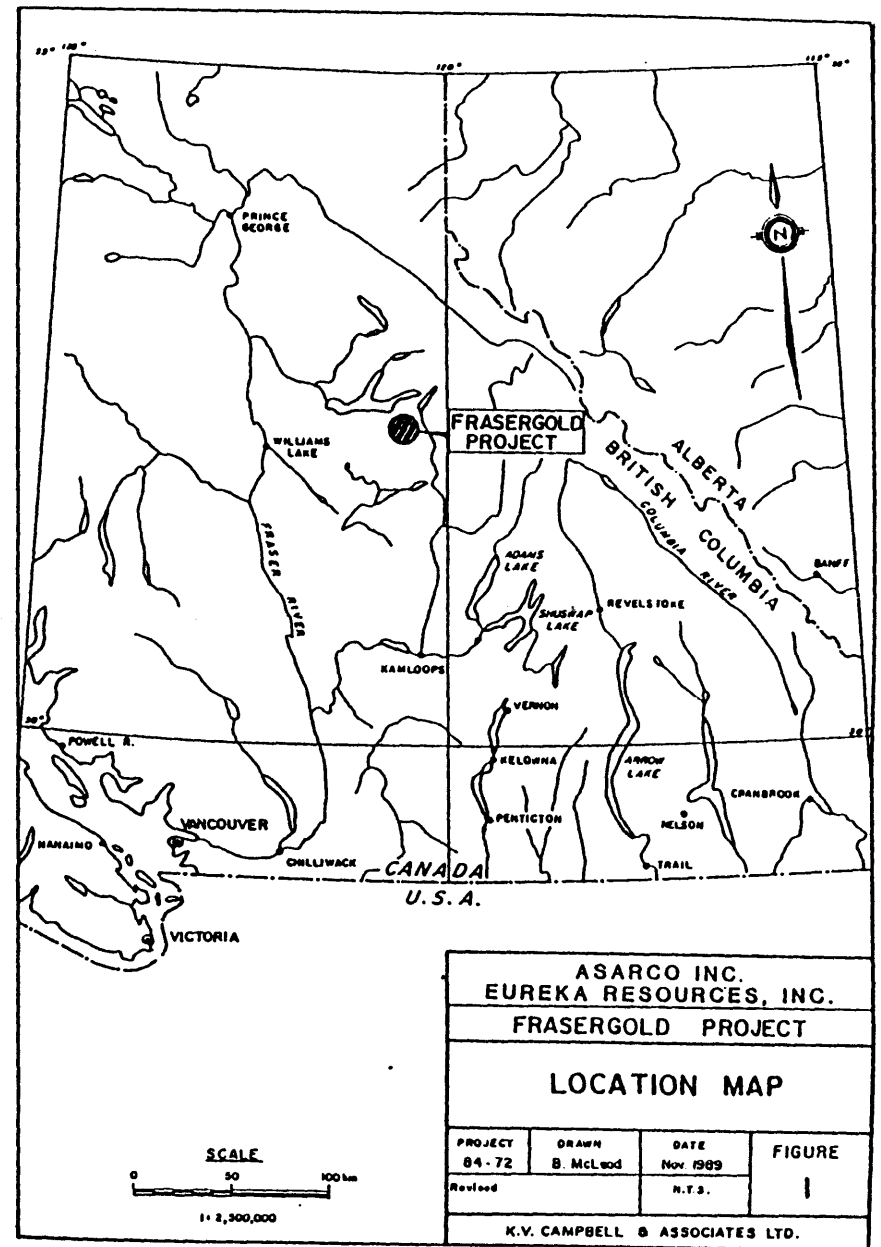 120°
PRINCE
GEORGE
N
WILLIAMS
LAKE
FRASERGOLD
PROJECT
ALBERTA
BRITISH COLUMBIA
COLUMBIA RIVER
BANFF
FRASER RIVER
ADAMS
LAKE
SHUSWAP
LAKE
REVELSTOKE
KAMLOOPS
VERNON
50°
POWELL R.
KELOWNA
ARROW
LAKE
CRANBROOK
VANCOUVER
PENTICTON
NELSON
NANAIMO
CHILLIWACK
TRAIL
CANADA
U.S.A.
VICTORIA
ASARCO INC.
EUREKA RESOURCES, INC.
FRASERGOLD PROJECT
LOCATION MAP
PROJECT
84-72
DRAWN
B. McLeod
DATE
Nov. 1989
FIGURE
1
Revised
N.T.S.
K.V. CAMPBELL & ASSOCIATES LTD.
SCALE
0 50 100 km
1: 2,500,000